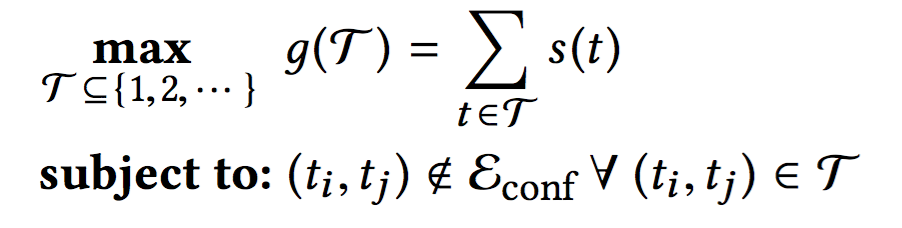 max g(𝒯) = ∑ s(t)
𝒯 ⊆ {1, 2, ⋯ } t ∈ 𝒯
subject to: (tᵢ, tⱼ) ∉ ℰconf ∀ (tᵢ, tⱼ) ∈ 𝒯